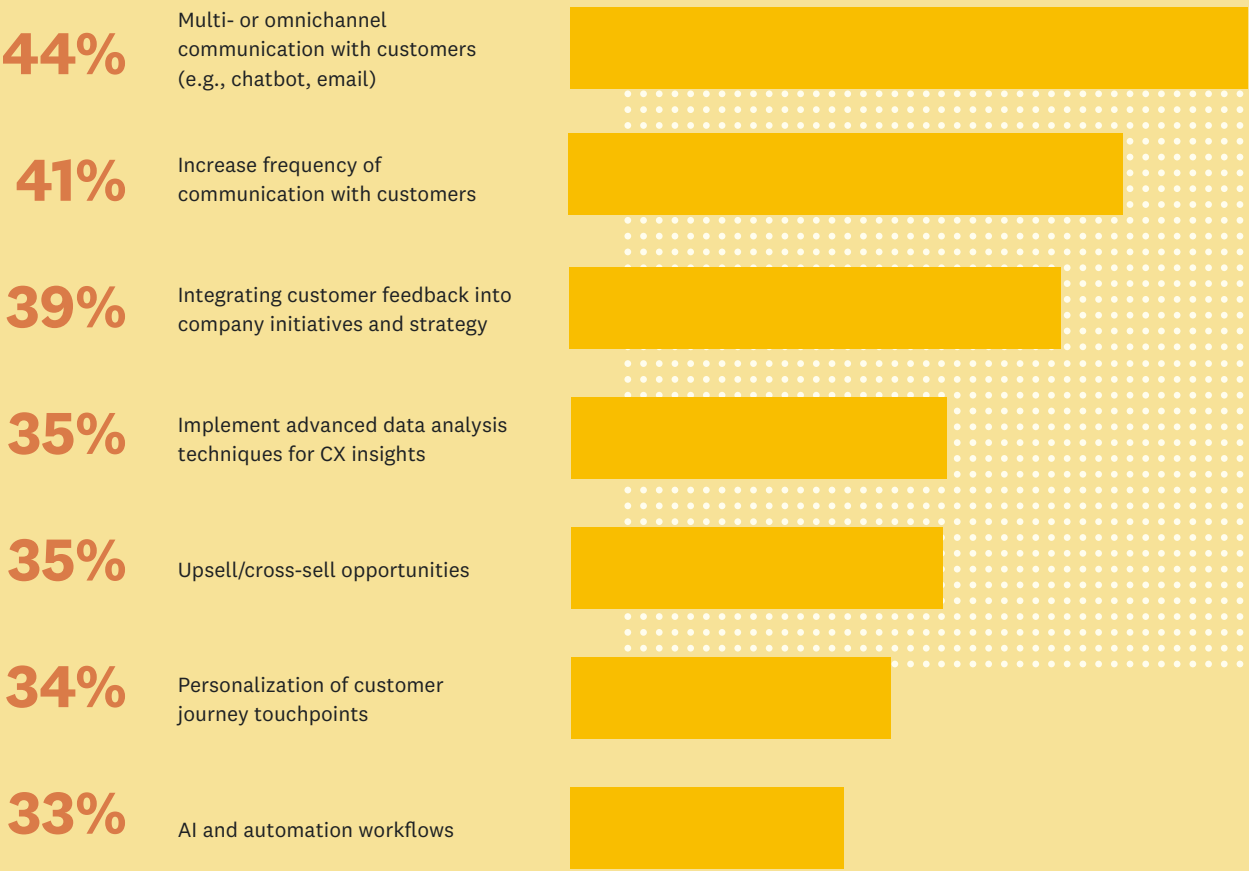 44%
Multi- or omnichannel
communication with customers
(e.g., chatbot, email)
41%
Increase frequency of
communication with customers
39%
Integrating customer feedback into
company initiatives and strategy
35%
Implement advanced data analysis
techniques for CX insights
35%
Upsell/cross-sell opportunities
34%
Personalization of customer
journey touchpoints
33%
AI and automation workflows